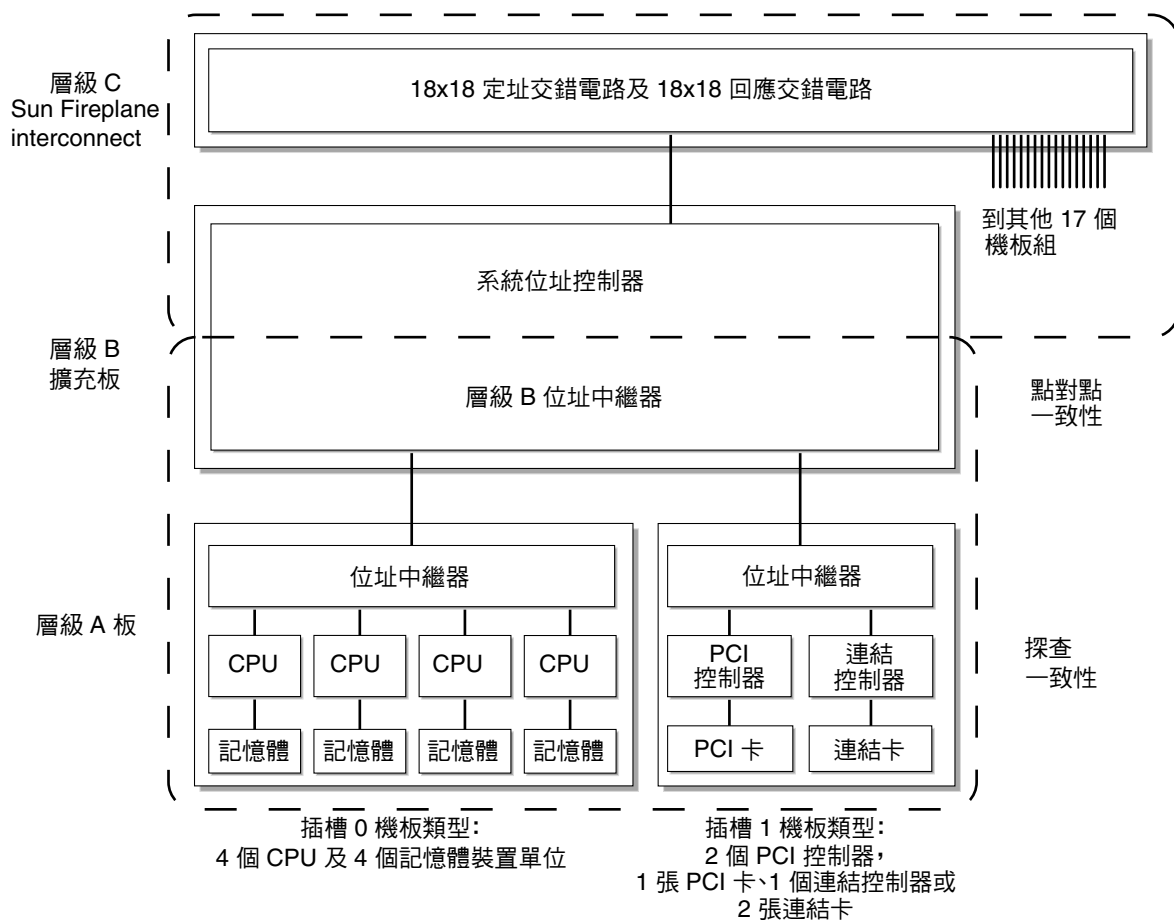 層級 C
Sun Fireplane
interconnect
18x18 定址交錯電路及 18x18 回應交錯電路
到其他 17 個
機板組
系統位址控制器
層級 B
擴充板
層級 B 位址中繼器
點對點
一致性
層級 A 板
位址中繼器
CPU
CPU
CPU
CPU
記憶體
記憶體
記憶體
記憶體
位址中繼器
PCI
控制器
連結
控制器
PCI 卡
連結卡
探查
一致性
插槽 0 機板類型：
4 個 CPU 及 4 個記憶體裝置單位
插槽 1 機板類型：
2 個 PCI 控制器，
1 張 PCI 卡、1 個連結控制器或
2 張連結卡